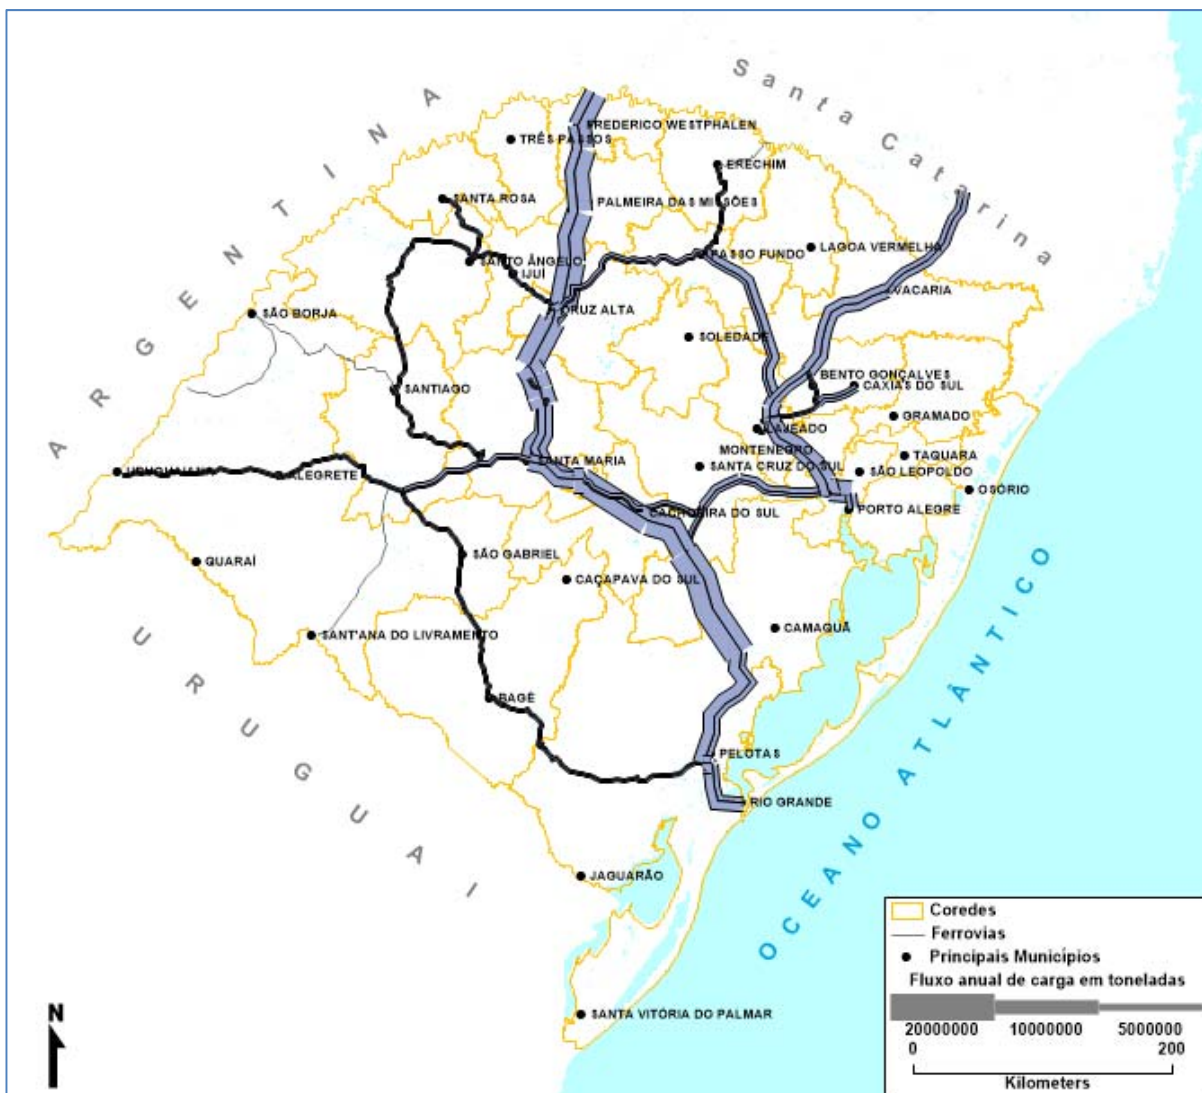 Santa Catarina
ARGENTINA
FREDERICO WESTPHALEN
TRÊS PASSOS
ERECHIM
SANTA ROSA
PALMEIRA DAS MISSÕES
LAGOA VERMELHA
PASSO FUNDO
SANTO ÂNGELO
IJUÍ
VACARIA
CRUZ ALTA
SÃO BORJA
SOLEDADE
BENTO GONÇALVES
CAXIAS DO SUL
SANTIAGO
GRAMADO
LAJEADO
MONTENEGRO
TAQUARA
SANTA MARIA
SANTA CRUZ DO SUL
SÃO LEOPOLDO
URUGUAIANA
ALEGRETE
OSÓRIO
CACHOEIRA DO SUL
PORTO ALEGRE
SÃO GABRIEL
QUARAÍ
CAÇAPAVA DO SUL
SANT'ANA DO LIVRAMENTO
CAMAQUÃ
URUGUAI
BAGÉ
OCEANO ATLÂNTICO
PELOTAS
RIO GRANDE
JAGUARÃO
SANTA VITÓRIA DO PALMAR
N
Coredes
Ferrovias
Principais Municípios
Fluxo anual de carga em toneladas
20000000 10000000 5000000
0 200
Kilometers